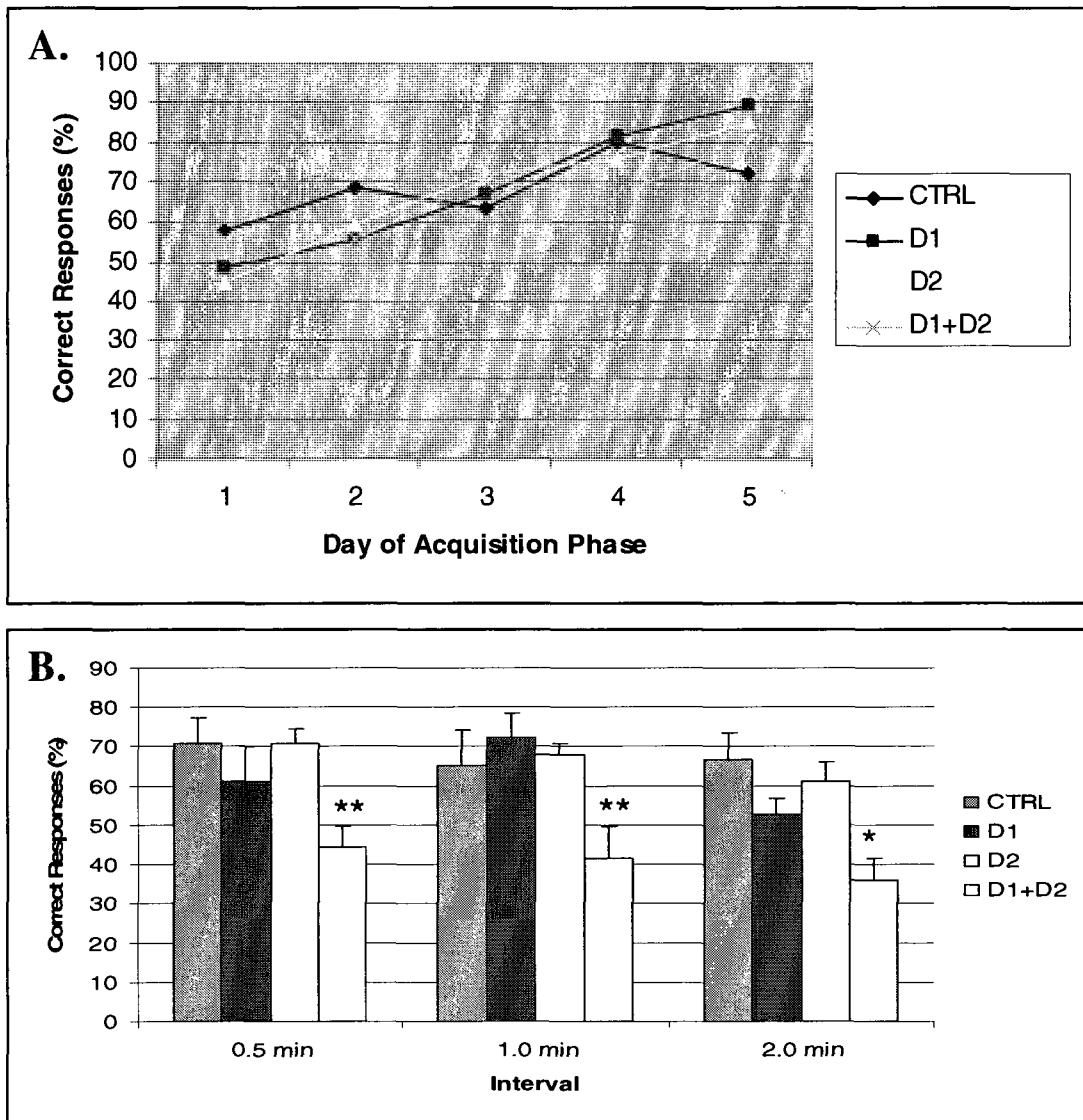 A.
Correct Responses (%)
100
90
80
70
60
50
40
30
20
10
0
1 2 3 4 5
Day of Acquisition Phase
CTRL
D1
D2
D1+D2
B.
Correct Responses (%)
90
80
70
60
50
40
30
20
10
0
** ** *
0.5 min 1.0 min 2.0 min
Interval
CTRL
D1
D2
D1+D2